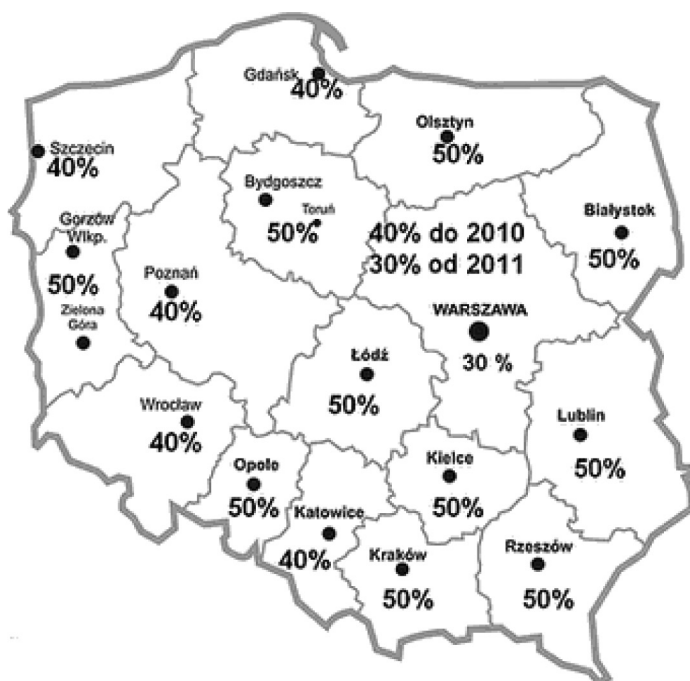 Gdańsk
40%
Olsztyn
50%
Szczecin
40%
Bydgoszcz
Toruń
50%
Białystok
50%
Gorzów
Wlkp.
50%
Zielona
Góra
Poznań
40%
40% do 2010
30% od 2011
WARSZAWA
30 %
Łódź
50%
Wrocław
40%
Lublin
50%
Opole
50%
Kielce
50%
Katowice
40%
Kraków
50%
Rzeszów
50%